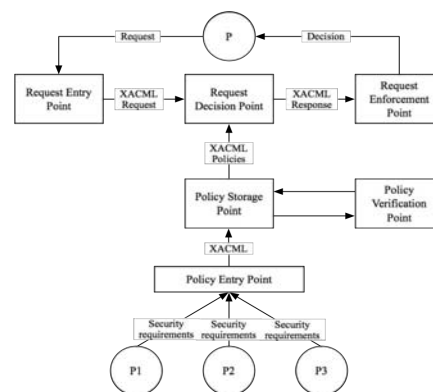 P
Request
Decision
Request Entry
Point
XACML
Request
Request
Decision Point
XACML
Response
Request
Enforcement
Point
XACML
Policies
Policy Storage
Point
Policy
Verification
Point
XACML
Policy Entry Point
Security
requirements
Security
requirements
Security
requirements
P1
P2
P3